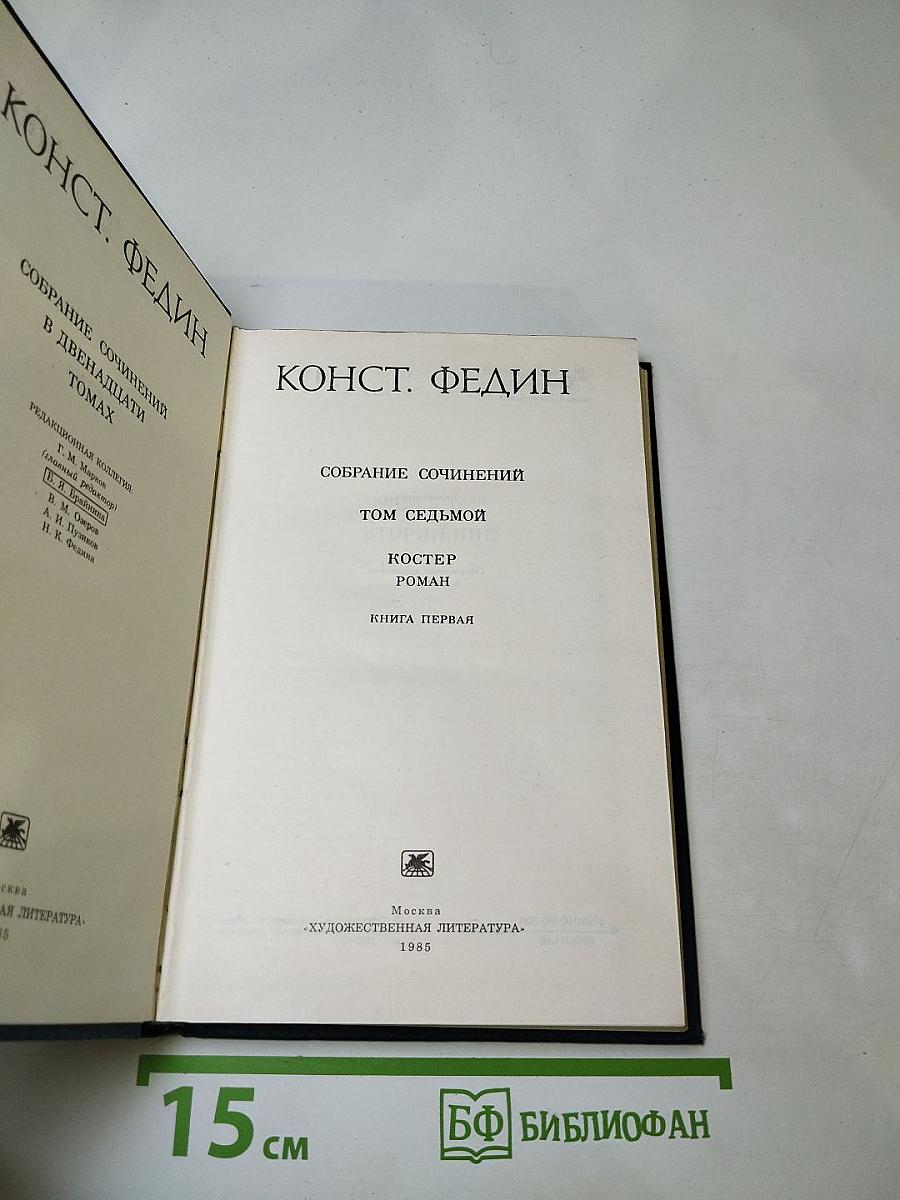 КОНСТ. ФЕДИН
СОБРАНИЕ СОЧИНЕНИЙ
В ДВЕНАДЦАТИ
ТОМАХ
РЕДАКЦИОННАЯ КОЛЛЕГИЯ:
Г. М. Марков
(главный редактор)
Б. Я. Брайнина
В. М. Озеров
А. И. Пузиков
Н. К. Федина
КОНСТ. ФЕДИН
СОБРАНИЕ СОЧИНЕНИЙ
ТОМ СЕДЬМОЙ
КОСТЕР
РОМАН
КНИГА ПЕРВАЯ
Москва
«ХУДОЖЕСТВЕННАЯ ЛИТЕРАТУРА»
1985
15 см
БФ БИБЛИОФАН